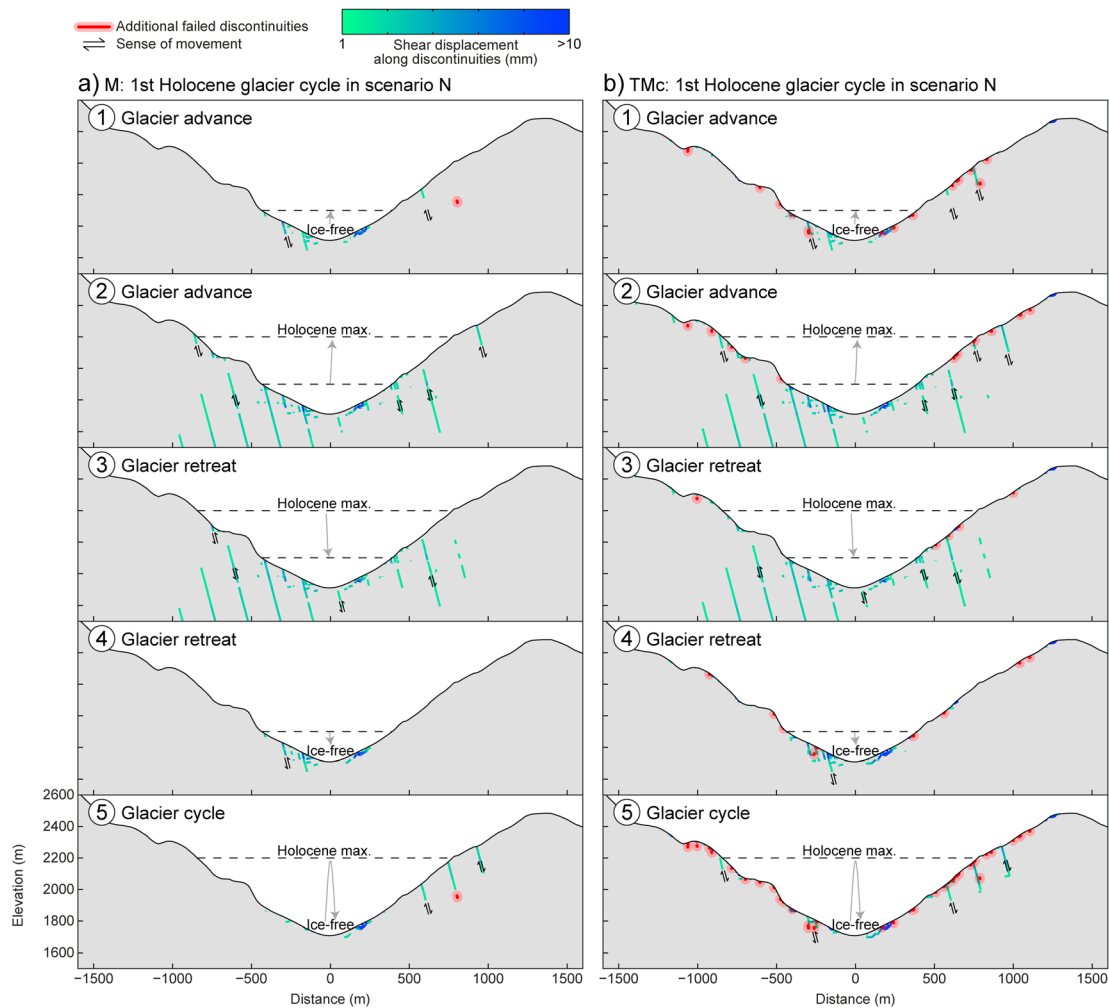 Additional failed discontinuities
Sense of movement
1
>10
Shear displacement
along discontinuities (mm)
a) M: 1st Holocene glacier cycle in scenario N
1 Glacier advance
Ice-free
2 Glacier advance
Holocene max.
3 Glacier retreat
Holocene max.
4 Glacier retreat
Ice-free
5 Glacier cycle
Holocene max.
Ice-free
2600
2400
2200
2000
1800
1600
Elevation (m)
−1500 −1000 −500 0 500 1000 1500
Distance (m)
b) TMc: 1st Holocene glacier cycle in scenario N
1 Glacier advance
Ice-free
2 Glacier advance
Holocene max.
3 Glacier retreat
Holocene max.
4 Glacier retreat
Ice-free
5 Glacier cycle
Holocene max.
Ice-free
−1500 −1000 −500 0 500 1000 1500
Distance (m)